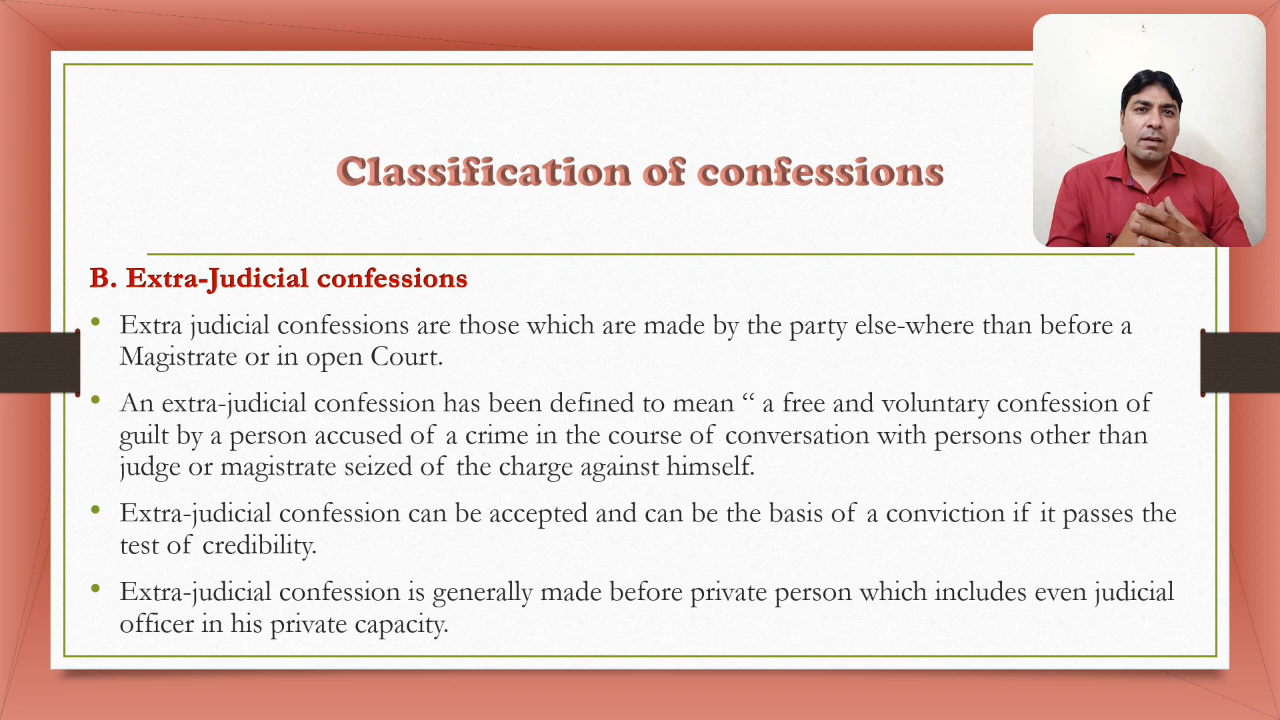 Classification of confessions
B. Extra-Judicial confessions
• Extra judicial confessions are those which are made by the party else-where than before a
Magistrate or in open Court.
• An extra-judicial confession has been defined to mean “ a free and voluntary confession of
guilt by a person accused of a crime in the course of conversation with persons other than
judge or magistrate seized of the charge against himself.
• Extra-judicial confession can be accepted and can be the basis of a conviction if it passes the
test of credibility.
• Extra-judicial confession is generally made before private person which includes even judicial
officer in his private capacity.